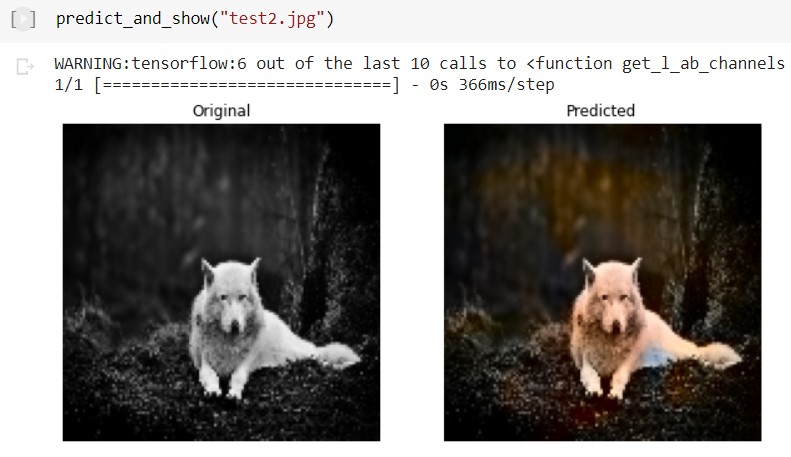 [ ] predict_and_show("test2.jpg")
WARNING:tensorflow:6 out of the last 10 calls to <function get_l_ab_channels
1/1 [==============================] - 0s 366ms/step
Original
Predicted